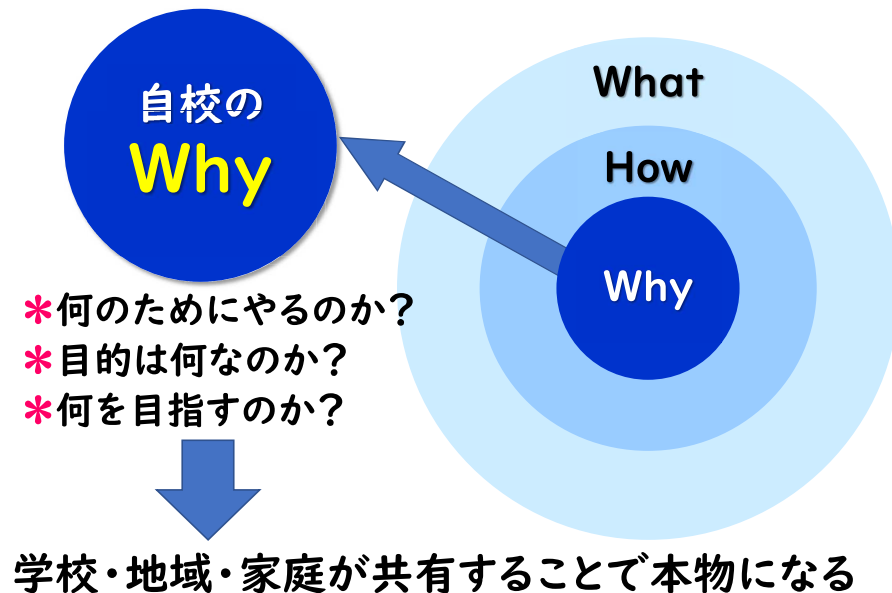 自校の
Why
What
How
Why
＊何のためにやるのか？
＊目的は何なのか？
＊何を目指すのか？
学校・地域・家庭が共有することで本物になる